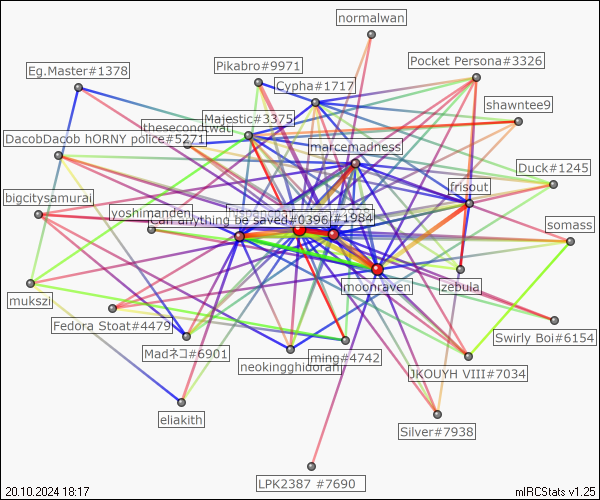 normalwan
Pocket Persona#3326
Pikabro#9971
Eg.Master#1378
Cypha#1717
shawntee9
Majestic#3375
thesecondtwat
DacobDacob hORNY police#5271
marcemadness
Duck#1245
frisout
bigcitysamurai
yoshimanden
Can anything be saved#0396
#1984
somass
moonraven
zebula
mukszi
Fedora Stoat#4479
Swirly Boi#6154
Madネコ#6901
ming#4742
neokingghidorah
JKOUYH VIII#7034
eliakith
Silver#7938
LPK2387 #7690
20.10.2024 18:17
mIRCStats v1.25